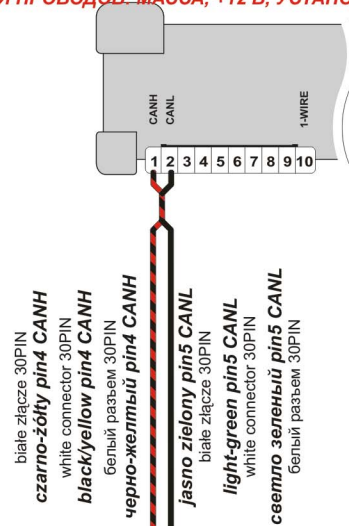 ПРОВОДОВ: МАССА, +12 В, УСТАНО
CANH
CANL
1-WIRE
1 2 3 4 5 6 7 8 9 10
białe złącze 30PIN
czarno-żółty pin4 CANH
white connector 30PIN
black/yellow pin4 CANH
белый разъем 30PIN
черно-желтый pin4 CANH
jasno zielony pin5 CANL
białe złącze 30PIN
light-green pin5 CANL
white connector 30PIN
светло зеленый pin5 CANL
белый разъем 30PIN